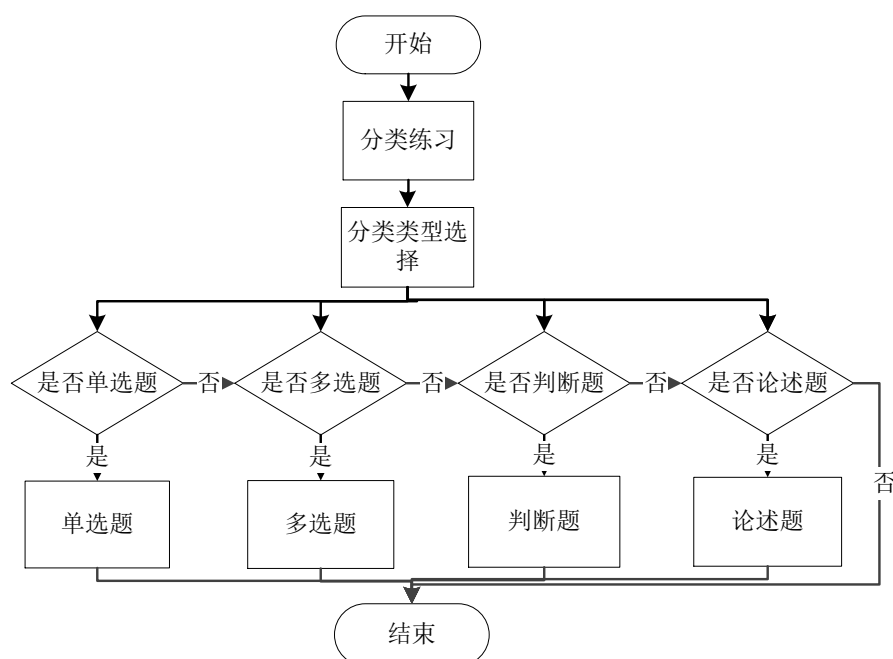 开始
分类练习
分类类型选
择
是否单选题
否
是否多选题
否
是否判断题
否
是否论述题
是
是
是
是
否
单选题
多选题
判断题
论述题
结束